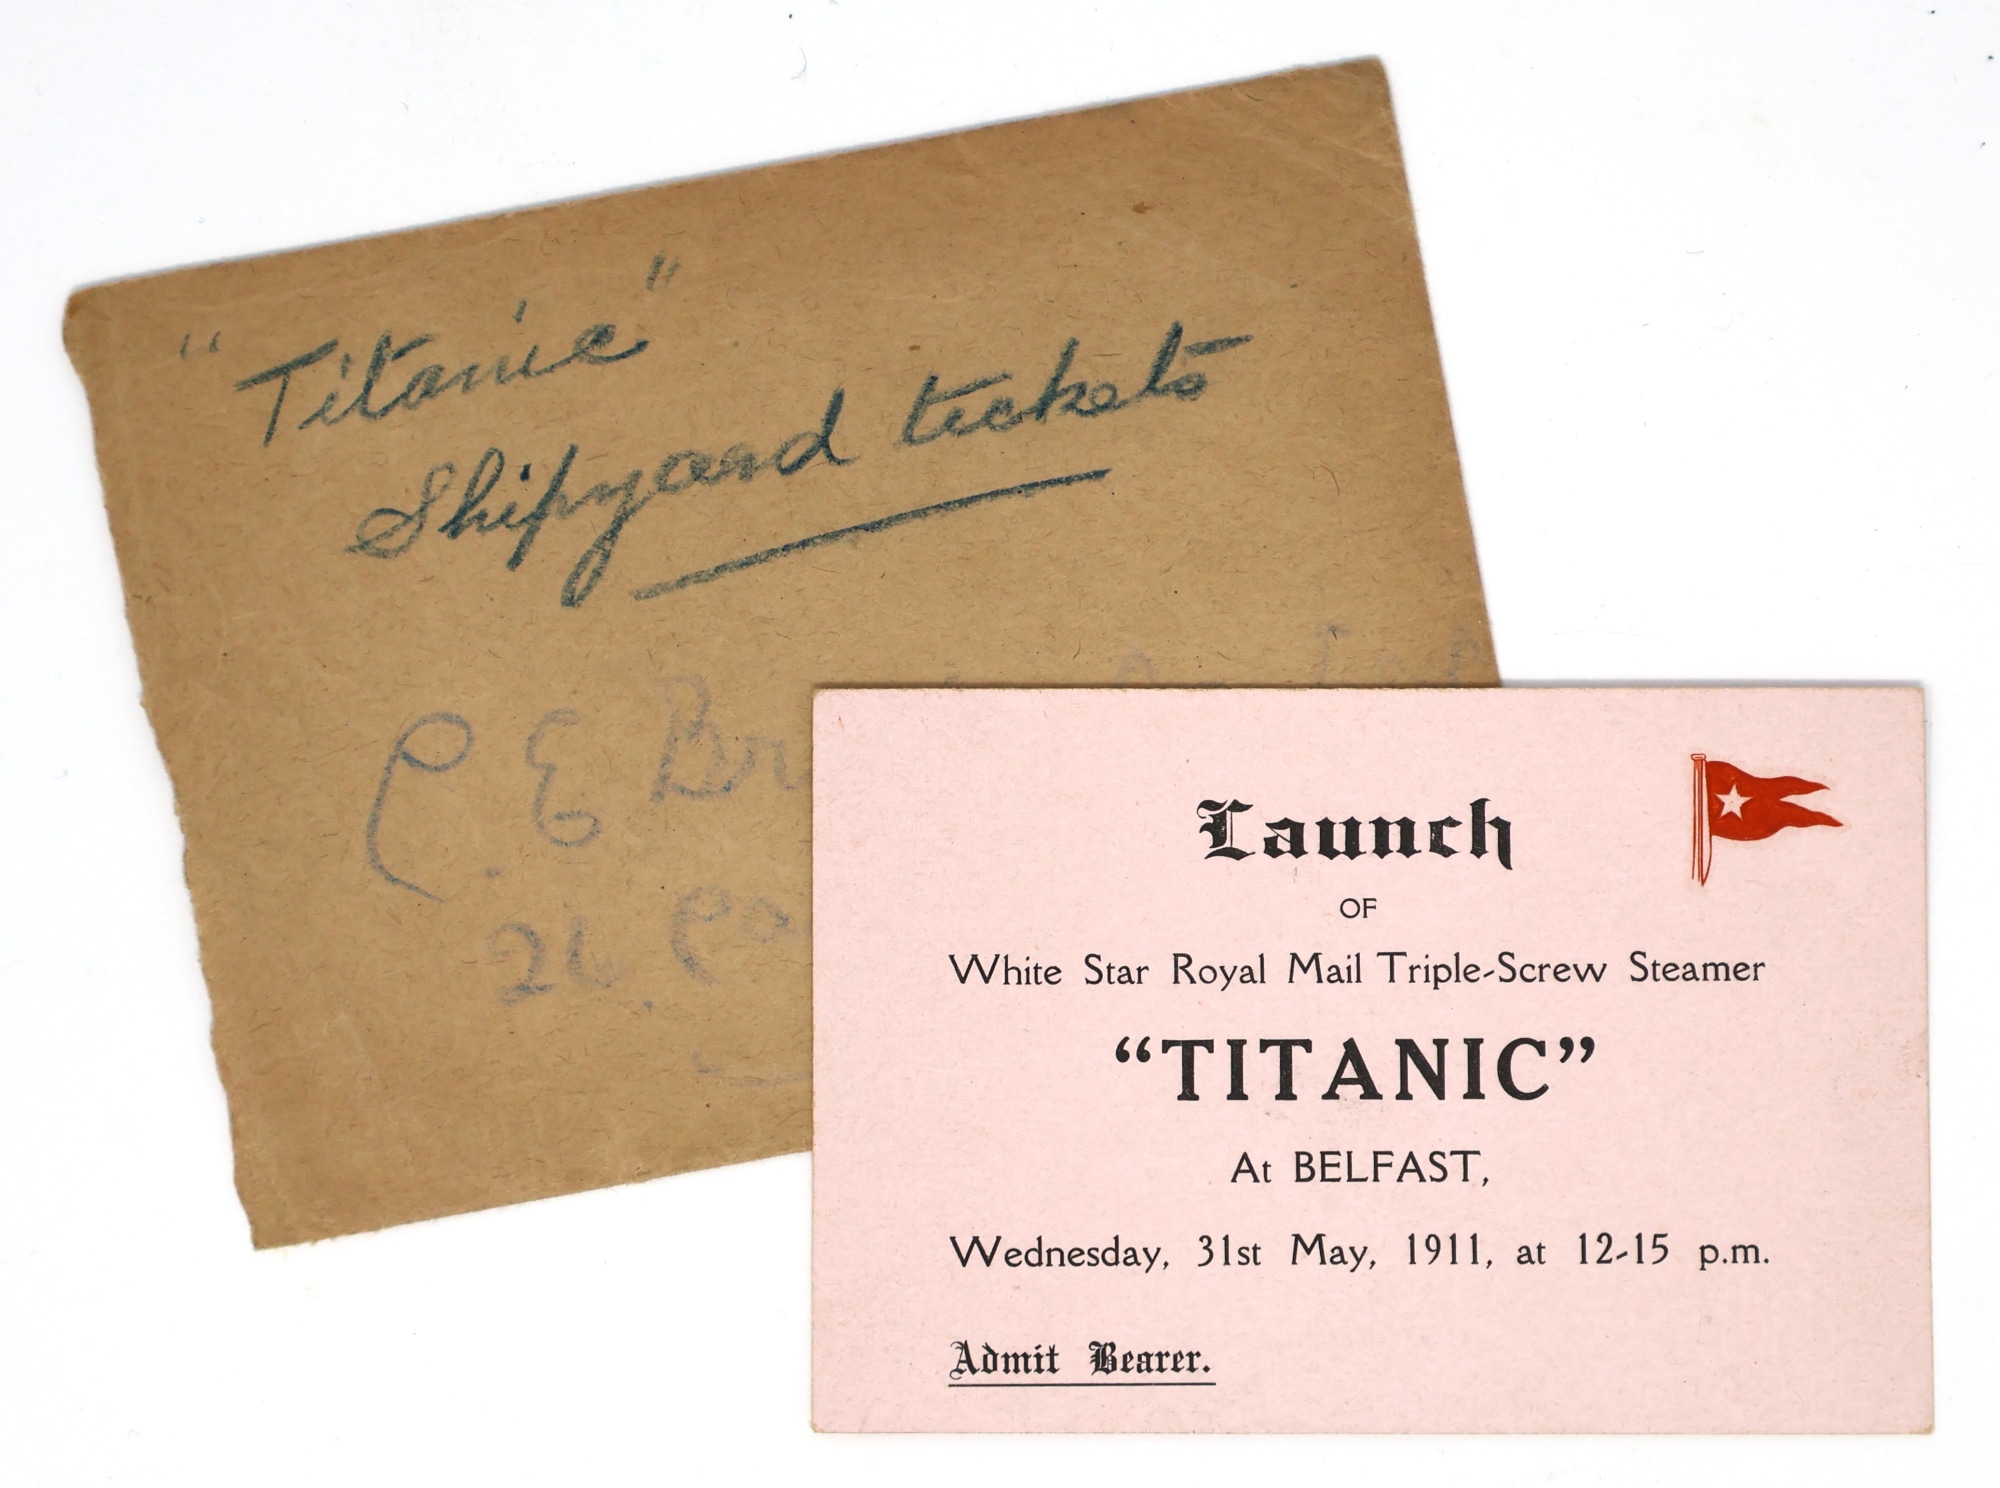 "Titanic"
Shipyard tickets
C. E.
26.
Launch
OF
White Star Royal Mail Triple-Screw Steamer
“TITANIC”
At BELFAST,
Wednesday, 31st May, 1911, at 12-15 p.m.
Admit Bearer.